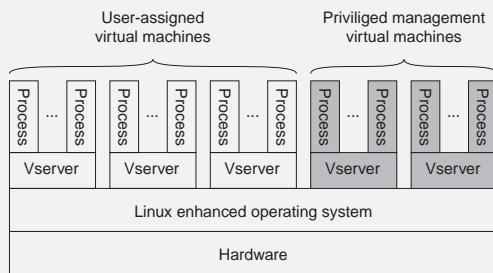 User-assigned
virtual machines
Priviliged management
virtual machines
Process
...
Process
Process
...
Process
Process
...
Process
Process
...
Process
Process
...
Process
Vserver
Vserver
Vserver
Vserver
Vserver
Linux enhanced operating system
Hardware